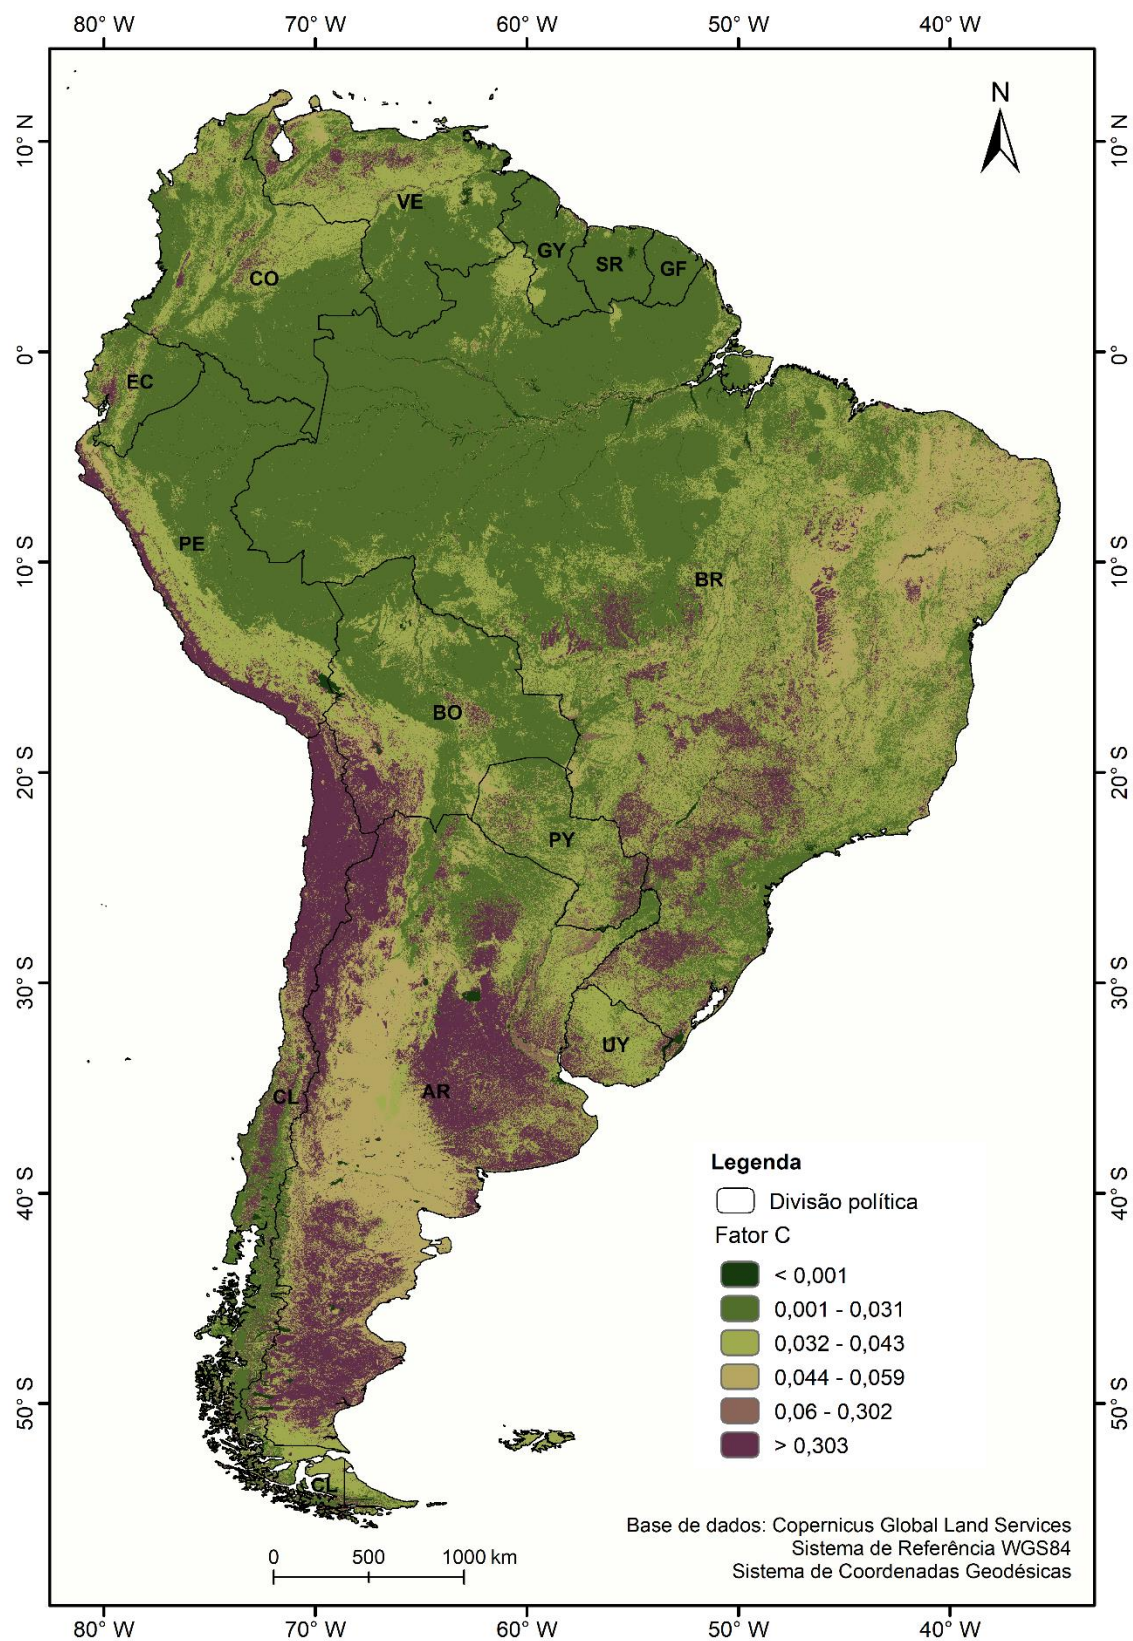 80° W 70° W 60° W 50° W 40° W
N
10° N 10° N
VE
GY
SR
GF
CO
0° 0°
EC
PE
10° S 10° S
BR
BO
20° S 20° S
PY
30° S 30° S
UY
AR
CL
Legenda
Divisão política
40° S 40° S
Fator C
< 0,001
0,001 - 0,031
0,032 - 0,043
0,044 - 0,059
50° S 50° S
0,06 - 0,302
> 0,303
CL
Base de dados: Copernicus Global Land Services
Sistema de Referência WGS84
Sistema de Coordenadas Geodésicas
0 500 1000 km
80° W 70° W 60° W 50° W 40° W